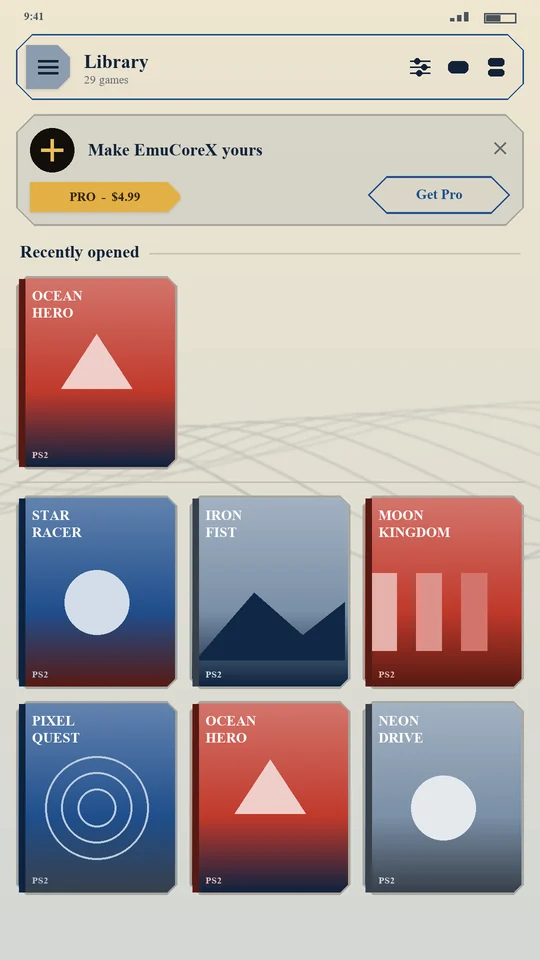 9:41
Library
29 games
Make EmuCoreX yours
PRO - $4.99
Get Pro
Recently opened
OCEAN
HERO
PS2
STAR
RACER
PS2
IRON
FIST
PS2
MOON
KINGDOM
PS2
PIXEL
QUEST
PS2
OCEAN
HERO
PS2
NEON
DRIVE
PS2